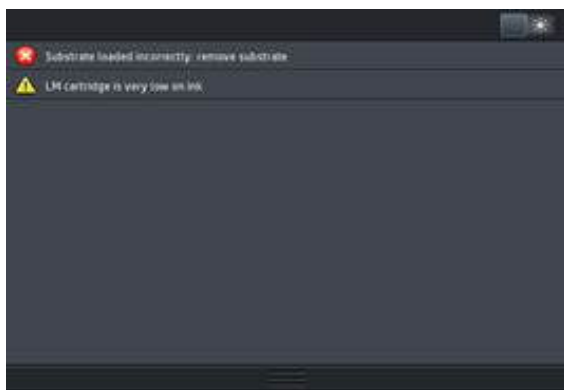 Substrate loaded incorrectly: remove substrate
LM cartridge is very low on ink